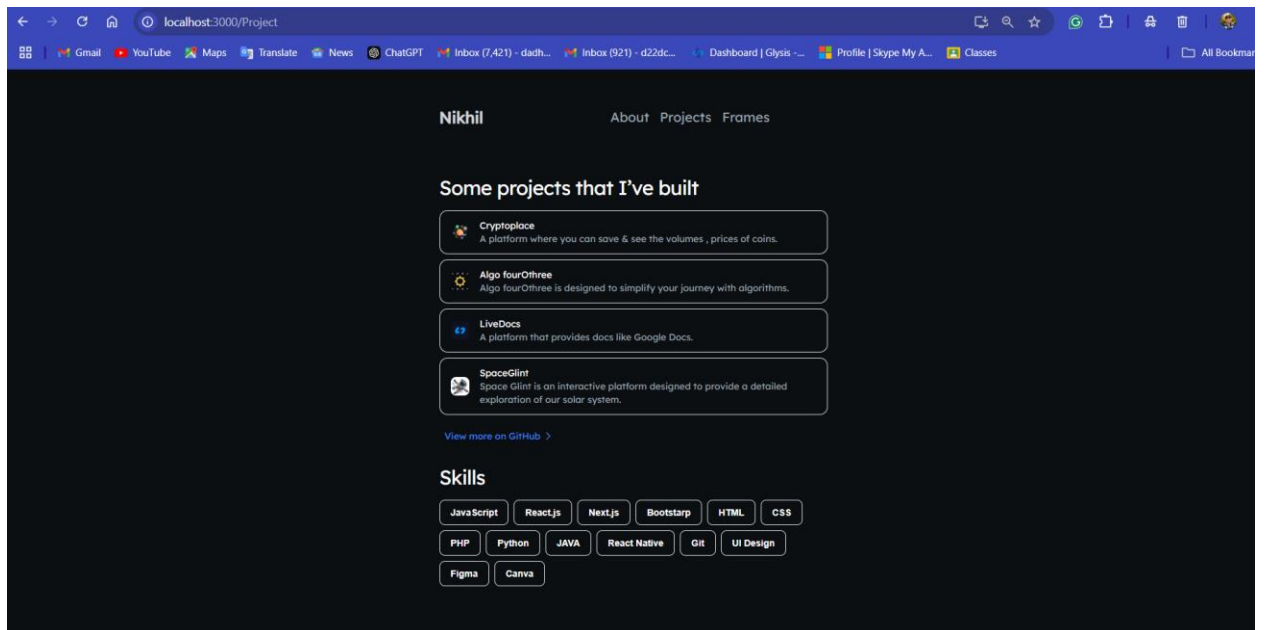 localhost:3000/Project
Gmail YouTube Maps Translate News ChatGPT Inbox (7,421) - dadh... Inbox (921) - d22dc... Dashboard | Glysis -... Profile | Skype My A... Classes All Bookmar
Nikhil About Projects Frames
Some projects that I've built
Cryptoplace
A platform where you can save & see the volumes , prices of coins.
Algo fourOthree
Algo fourOthree is designed to simplify your journey with algorithms.
LiveDocs
A platform that provides docs like Google Docs.
SpaceGlint
Space Glint is an interactive platform designed to provide a detailed
exploration of our solar system.
View more on GitHub >
Skills
JavaScript React.js Next.js Bootstarp HTML CSS
PHP Python JAVA React Native Git UI Design
Figma Canva